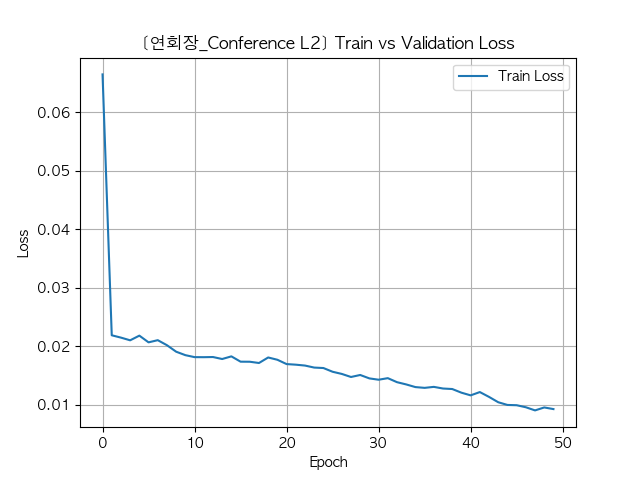 〔연회장_Conference L2〕 Train vs Validation Loss
Train Loss
Loss
0.06
0.05
0.04
0.03
0.02
0.01
0 10 20 30 40 50
Epoch